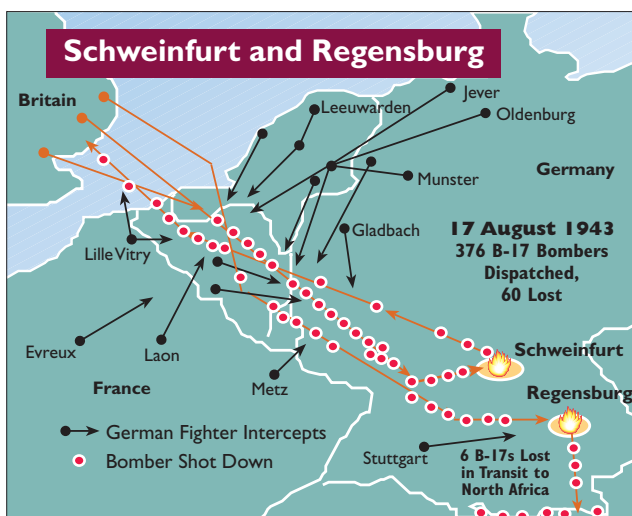 Schweinfurt and Regensburg
Britain
Jever
Leeuwarden
Oldenburg
Germany
Munster
17 August 1943
376 B-17 Bombers
Dispatched,
60 Lost
Gladbach
Lille Vitry
Evreux
Laon
Schweinfurt
Metz
France
Regensburg
German Fighter Intercepts
Bomber Shot Down
Stuttgart
6 B-17s Lost
in Transit to
North Africa